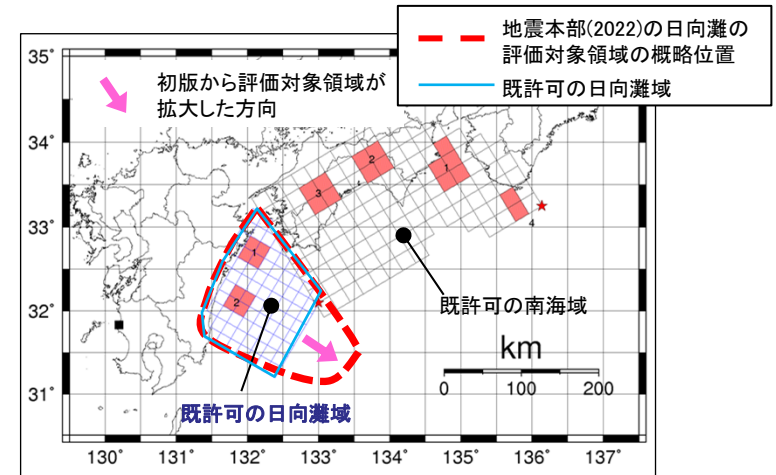 地震本部(2022)の日向灘の
評価対象領域の概略位置
既許可の日向灘域
初版から評価対象領域が
拡大した方向
35°
34°
33°
32°
31°
130°
131°
132°
133°
134°
135°
136°
137°
3
2
1
4
1
2
既許可の南海域
既許可の日向灘域
km
0
100
200